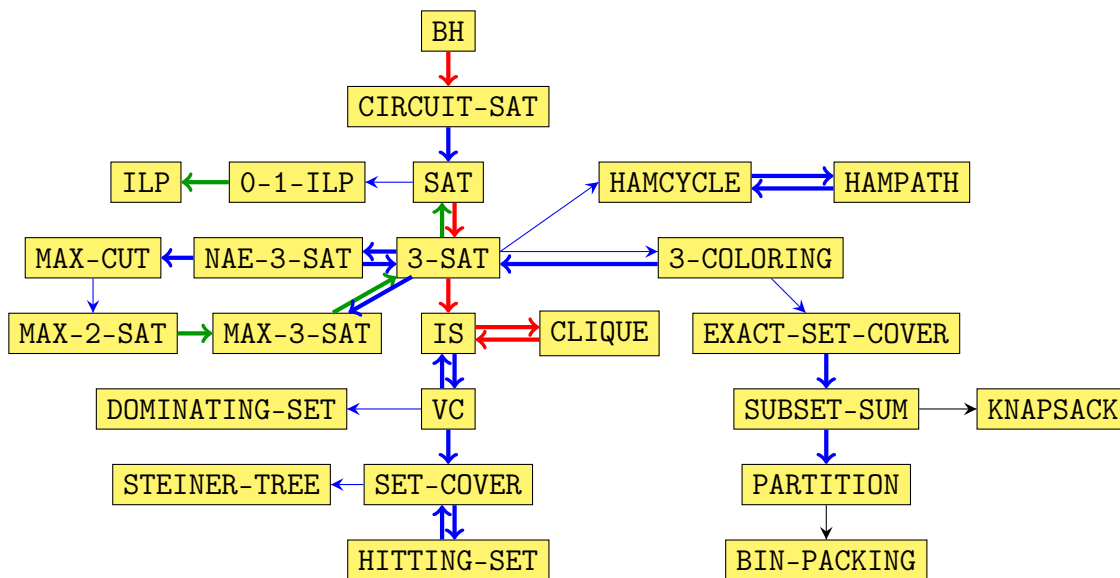 BH
CIRCUIT-SAT
ILP 0-1-ILP SAT HAMCYCLE HAMPATH
MAX-CUT NAE-3-SAT 3-SAT 3-COLORING
MAX-2-SAT MAX-3-SAT IS CLIQUE EXACT-SET-COVER
DOMINATING-SET VC SUBSET-SUM KNAPSACK
STEINER-TREE SET-COVER PARTITION
HITTING-SET BIN-PACKING